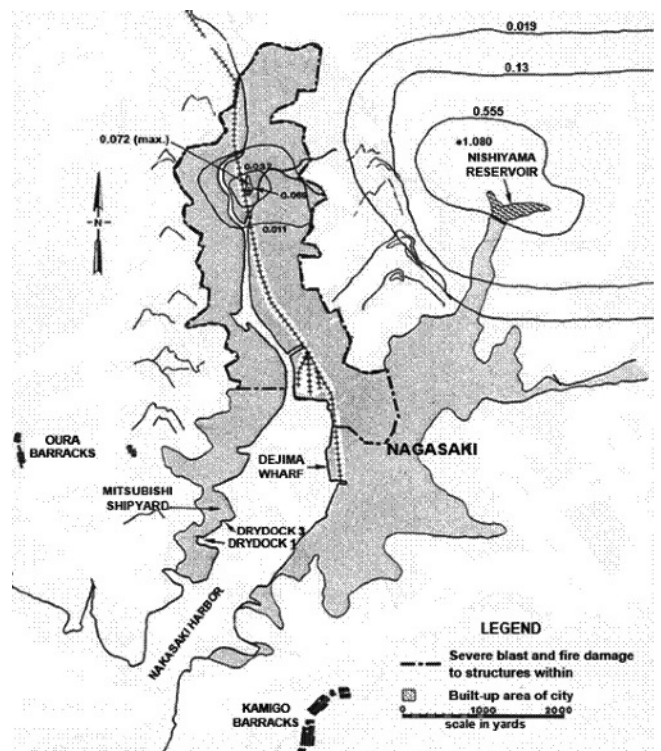 0.019
0.13
0.555
1.080
NISHIYAMA
RESERVOIR
0.072 (max.)
0.011
N
OURA
BARRACKS
NAGASAKI
DEJIMA
WHARF
MITSUBISHI
SHIPYARD
DRYDOCK 3
DRYDOCK 1
NAKASAKI HARBOR
KAMIGO
BARRACKS
LEGEND
Severe blast and fire damage
to structures within
Built-up area of city
0 1000 2000
scale in yards